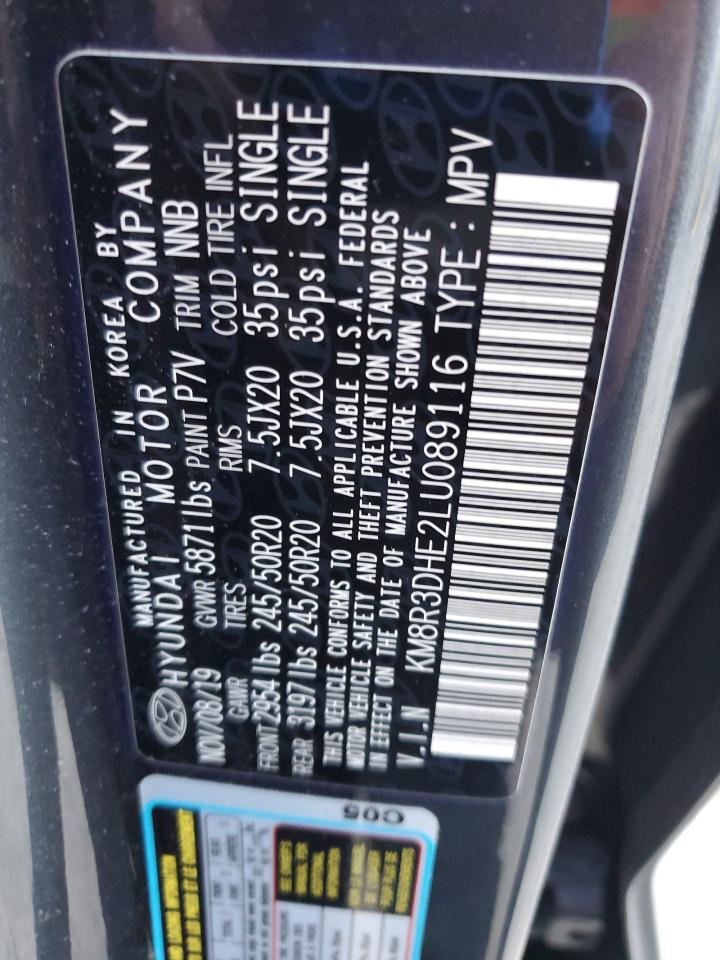 MANUFACTURED IN KOREA BY
HYUNDAI MOTOR COMPANY
NOV/08/19 GVWR 5871lbs PAINT P7V TRIM NNB
GAWR TIRES RIMS COLD TIRE INFL
FRONT 2954lbs 245/50R20 7.5JX20 35psi SINGLE
REAR 3197lbs 245/50R20 7.5JX20 35psi SINGLE
THIS VEHICLE CONFORMS TO ALL APPLICABLE U.S.A. FEDERAL
MOTOR VEHICLE SAFETY AND THEFT PREVENTION STANDARDS
IN EFFECT ON THE DATE OF MANUFACTURE SHOWN ABOVE
V.I.N KM8R3DHE2LU089116 TYPE : MPV